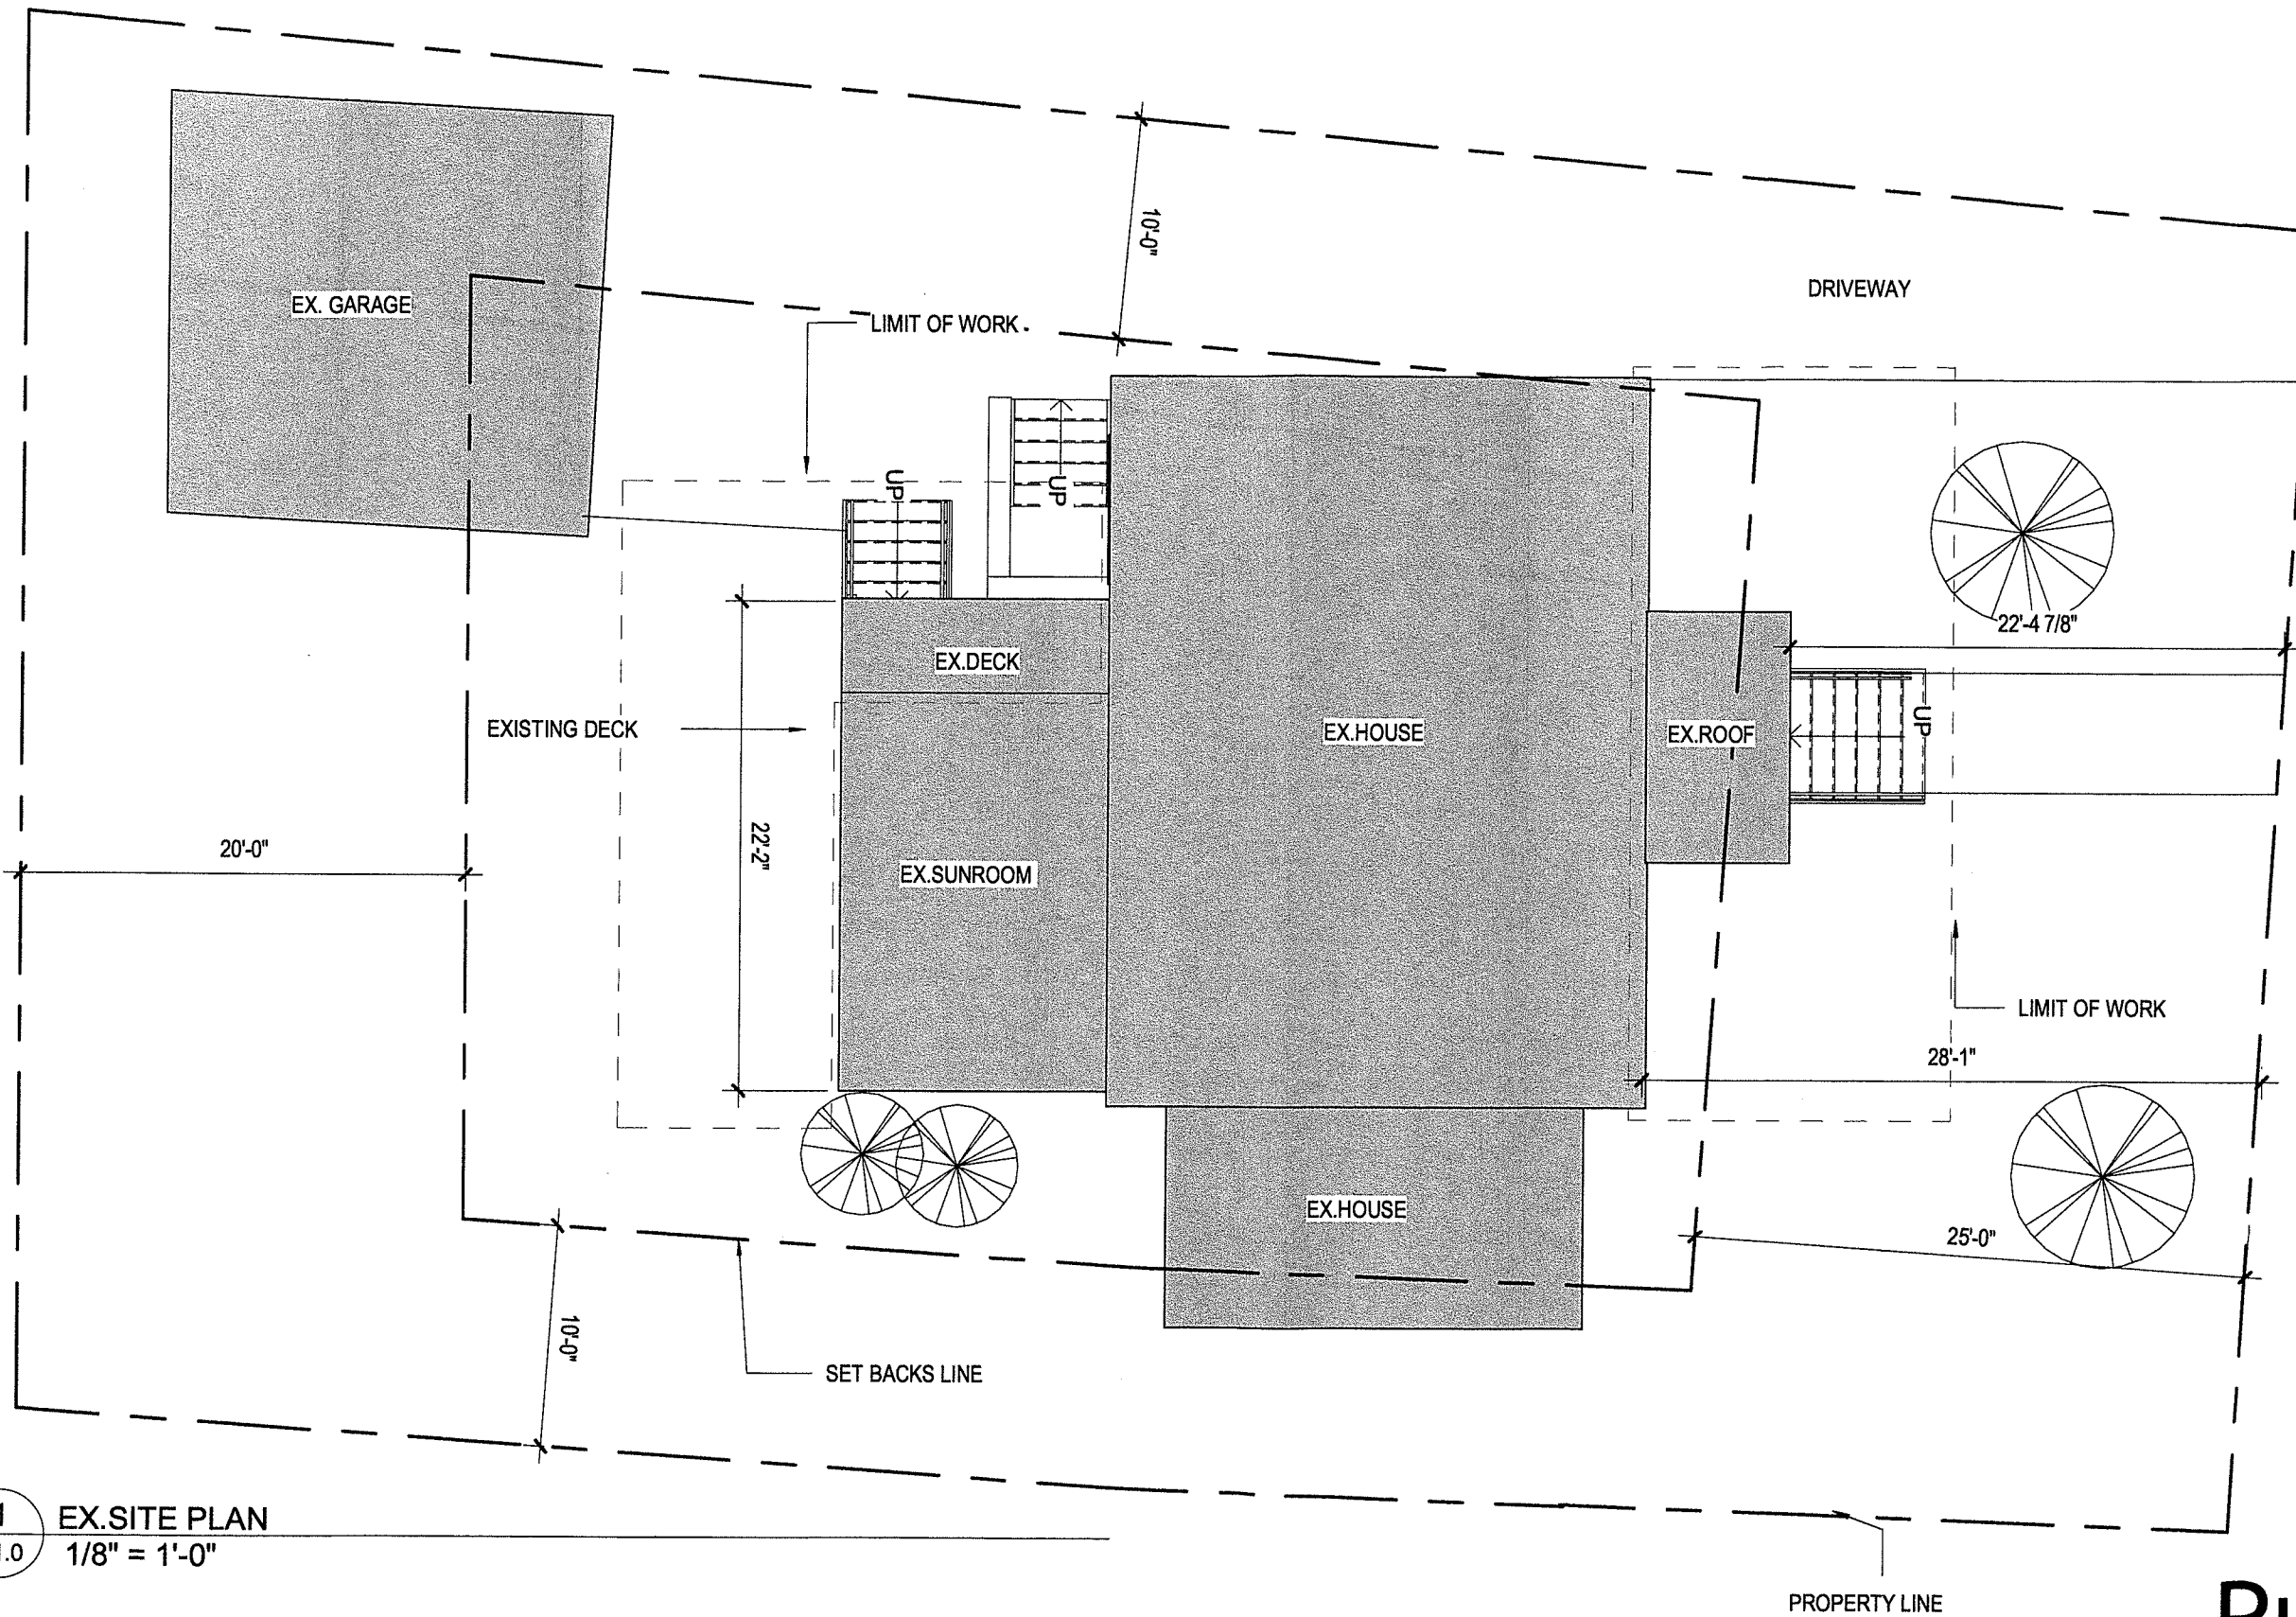 10'-0"
DRIVEWAY
EX. GARAGE
LIMIT OF WORK
UP
UP
22'-4 7/8"
EX.DECK
EXISTING DECK
EX.HOUSE
EX.ROOF
UP
22'-2"
20'-0"
EX.SUNROOM
LIMIT OF WORK
28'-1"
EX.HOUSE
25'-0"
10'-0"
SET BACKS LINE
1
EX.SITE PLAN
1/8" = 1'-0"
PROPERTY LINE